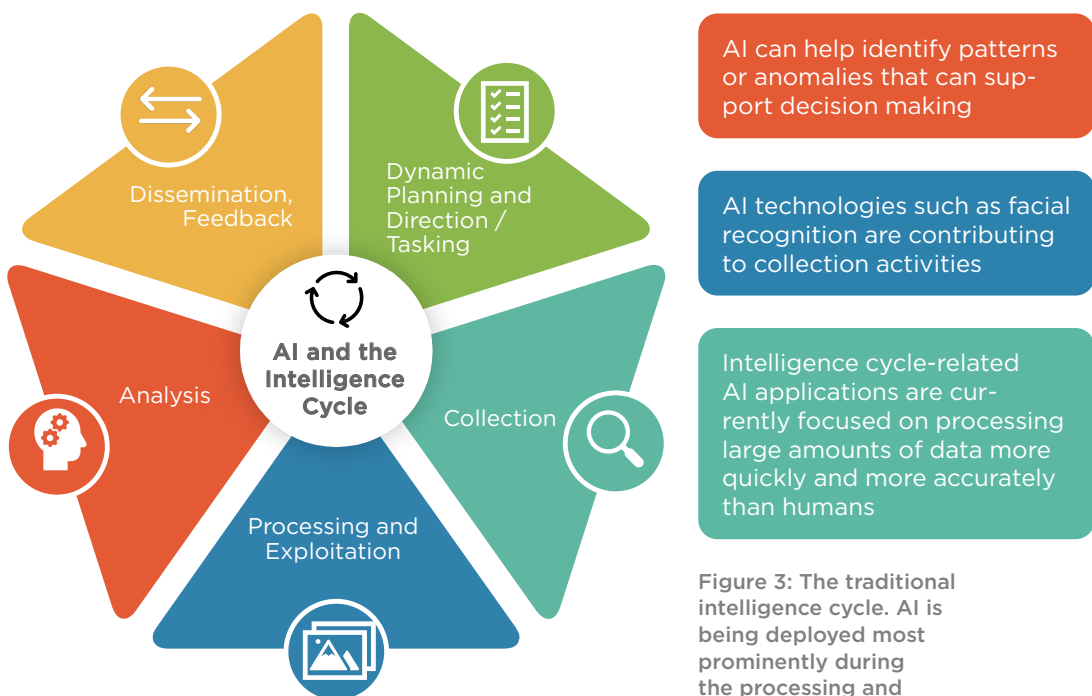 Dissemination,
Feedback
Dynamic
Planning and
Direction /
Tasking
Analysis
AI and the
Intelligence
Cycle
Collection
Processing and
Exploitation
AI can help identify patterns
or anomalies that can sup-
port decision making
AI technologies such as facial
recognition are contributing
to collection activities
Intelligence cycle-related
AI applications are cur-
rently focused on processing
large amounts of data more
quickly and more accurately
than humans
Figure 3: The traditional
intelligence cycle. AI is
being deployed most
prominently during
the processing and